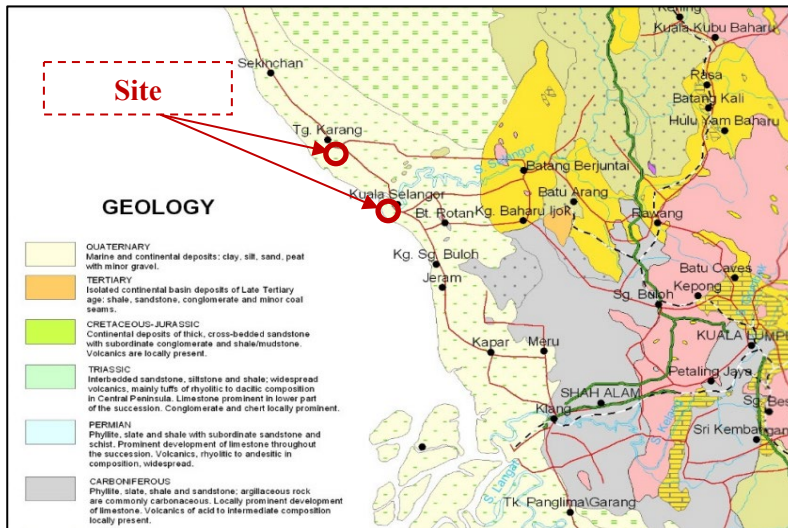 Kerling
Kuala Kubu Baharu
Sekinchan
Rasa
Site
Batang Kali
Hulu Yam Baharu
Tg. Karang
S. Selangor
Batang Berjuntai
Kuala Selangor
Batu Arang
GEOLOGY
Bt. Rotan
Kg. Baharu Ijok
Rawang
QUATERNARY
Marine and continental deposits: clay, silt, sand, peat
with minor gravel.
Kg. Sg. Buloh
Batu Caves
TERTIARY
Isolated continental basin deposits of Late Tertiary
age: shale, sandstone, conglomerate and minor coal
seams.
Jeram
Kepong
Sg. Buloh
CRETACEOUS-JURASSIC
Continental deposits of thick, cross-bedded sandstone
with subordinate conglomerate and shale/mudstone.
Volcanics are locally present.
KUALA LUMPU
Kapar
Meru
TRIASSIC
Interbedded sandstone, siltstone and shale; widespread
volcanics, mainly tuffs of rhyolitic to dacitic composition
in Central Peninsula. Limestone prominent in lower part
of the succession. Conglomerate and chert locally prominent.
Petaling Jaya
SHAH ALAM
Sg. Bes
Klang
S. Kelang
Sri Kembangan
PERMIAN
Phyllite, slate and shale with subordinate sandstone and
schist. Prominent development of limestone throughout
the succession. Volcanics, rhyolitic to andesitic in
composition, widespread.
S. Langat
CARBONIFEROUS
Phyllite, slate, shale and sandstone; argillaceous rock
are commonly carbonaceous. Locally prominent development
of limestone. Volcanics of acid to intermediate composition
locally present.
Tk Panglima\Garang